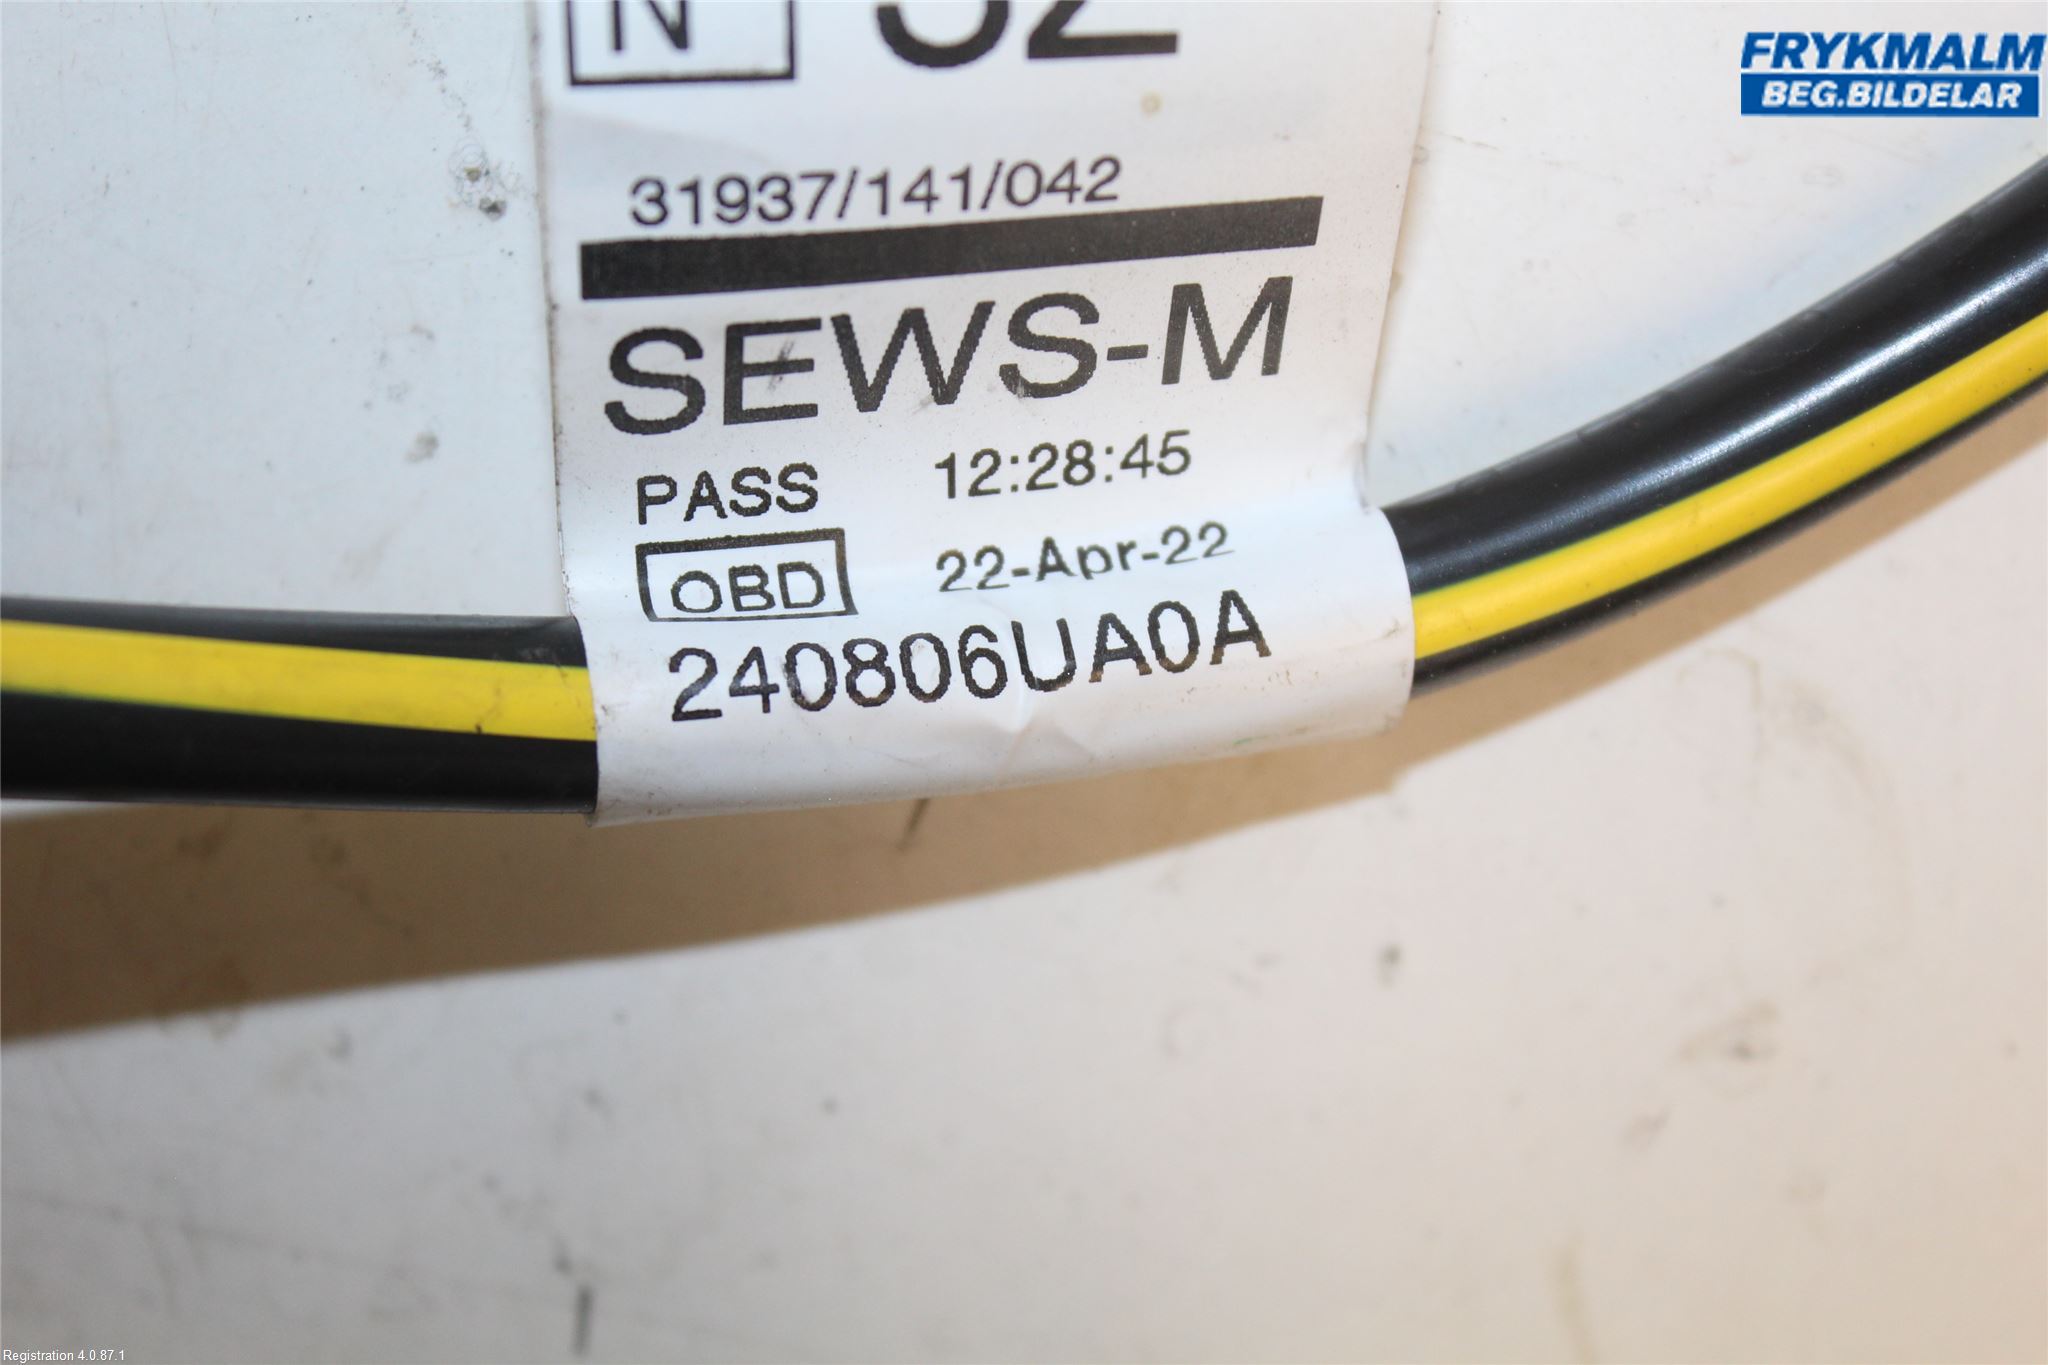 N
FRYKMALM
BEG.BILDELAR
31937/141/042
SEWS-M
PASS 12:28:45
OBD 22-Apr-22
240806UA0A
Registration 4.0.87.1